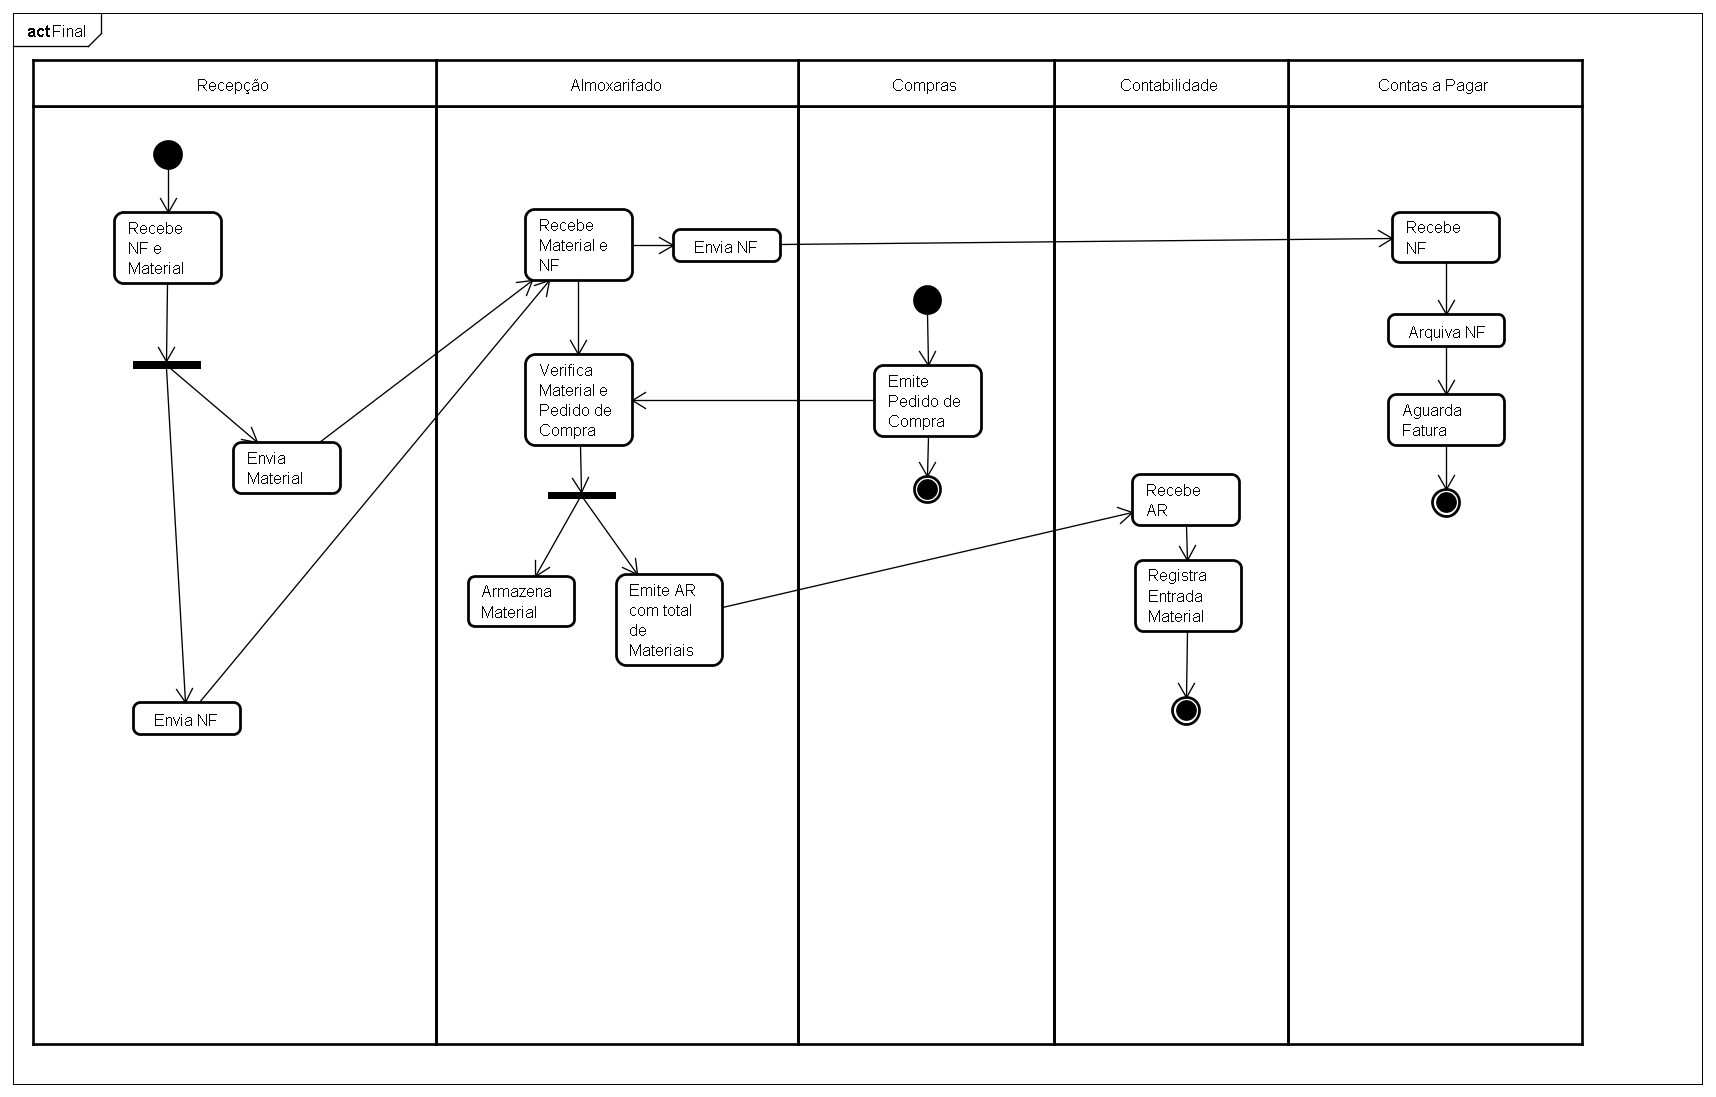 actFinal
Recepção
Almoxarifado
Compras
Contabilidade
Contas a Pagar
Recebe
NF e
Material
Envia
Material
Envia NF
Recebe
Material e
NF
Envia NF
Verifica
Material e
Pedido de
Compra
Armazena
Material
Emite AR
com total
de
Materiais
Emite
Pedido de
Compra
Recebe
AR
Registra
Entrada
Material
Recebe
NF
Arquiva NF
Aguarda
Fatura